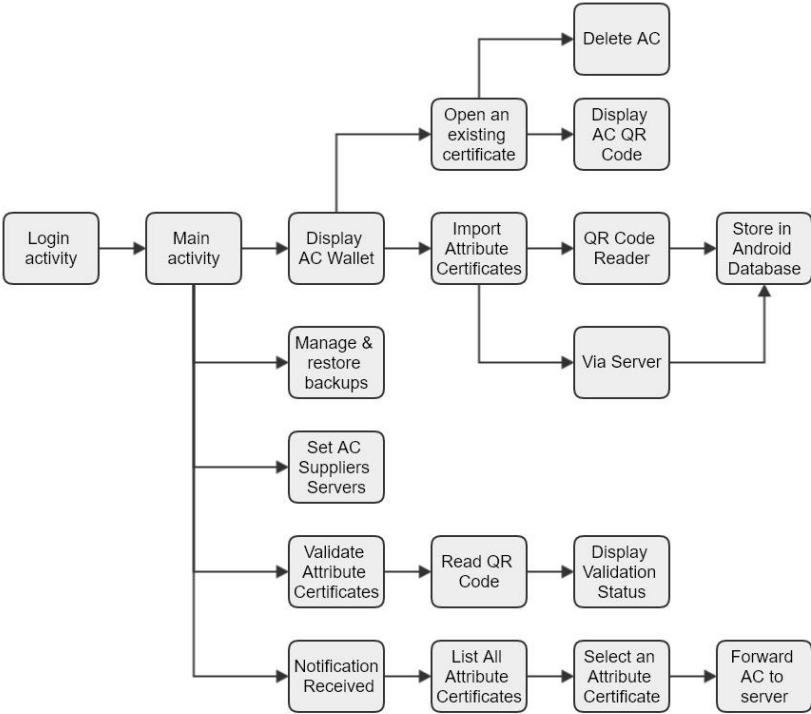 Delete AC
Open an
existing
certificate
Display
AC QR
Code
Login
activity
Main
activity
Display
AC Wallet
Import
Attribute
Certificates
QR Code
Reader
Store in
Android
Database
Manage &
restore
backups
Via Server
Set AC
Suppliers
Servers
Validate
Attribute
Certificates
Read QR
Code
Display
Validation
Status
Notification
Received
List All
Attribute
Certificates
Select an
Attribute
Certificate
Forward
AC to
server